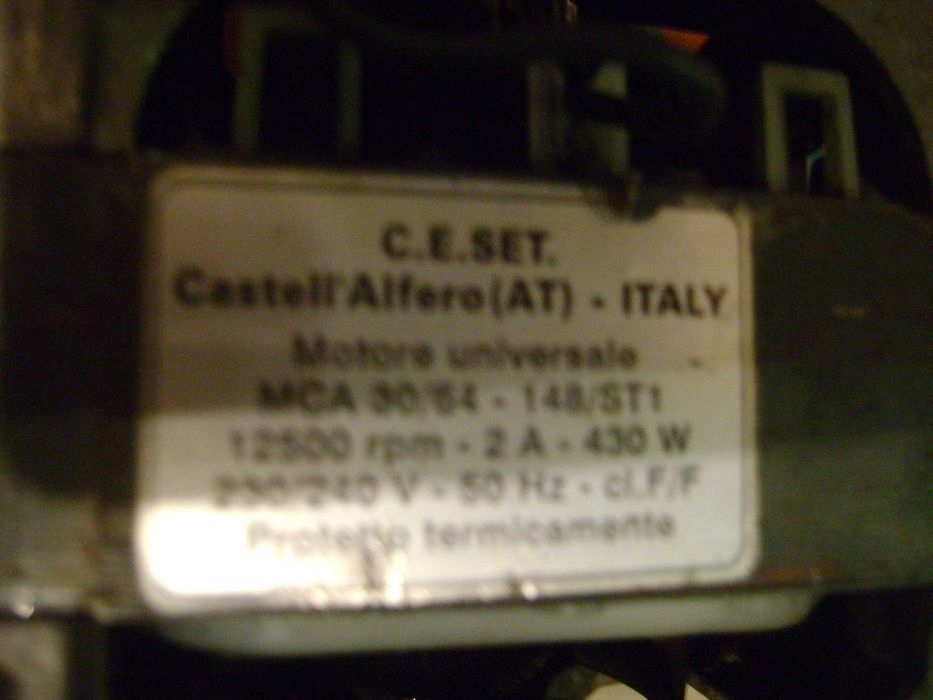 C.E.SET.
Castell'Alfero(AT) - ITALY
Motore universale
MCA 30/64 - 148/ST1
12500 rpm - 2 A - 430 W
230/240 V - 50 Hz - cl.F/F
Protetto termicamente